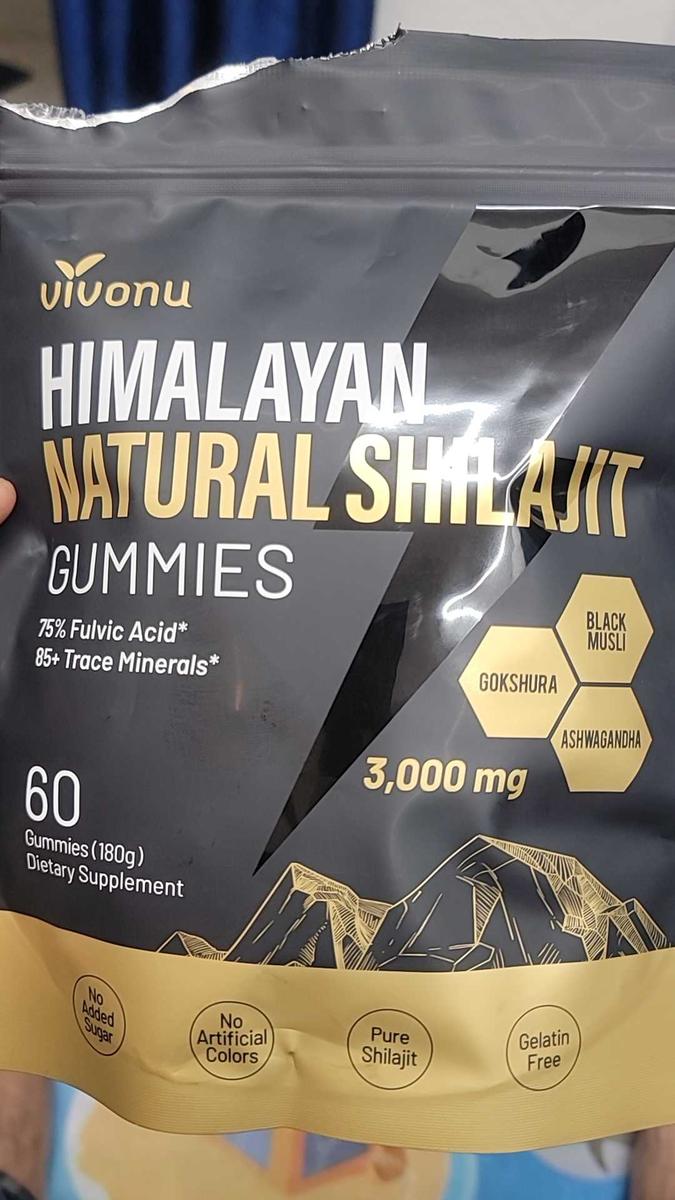 vivonu
HIMALAYAN
NATURAL SHILAJIT
GUMMIES
75% Fulvic Acid*
85+ Trace Minerals*
BLACK
MUSLI
GOKSHURA
ASHWAGANDHA
3,000 mg
60
Gummies (180g)
Dietary Supplement
No
Added
Sugar
No
Artificial
Colors
Pure
Shilajit
Gelatin
Free